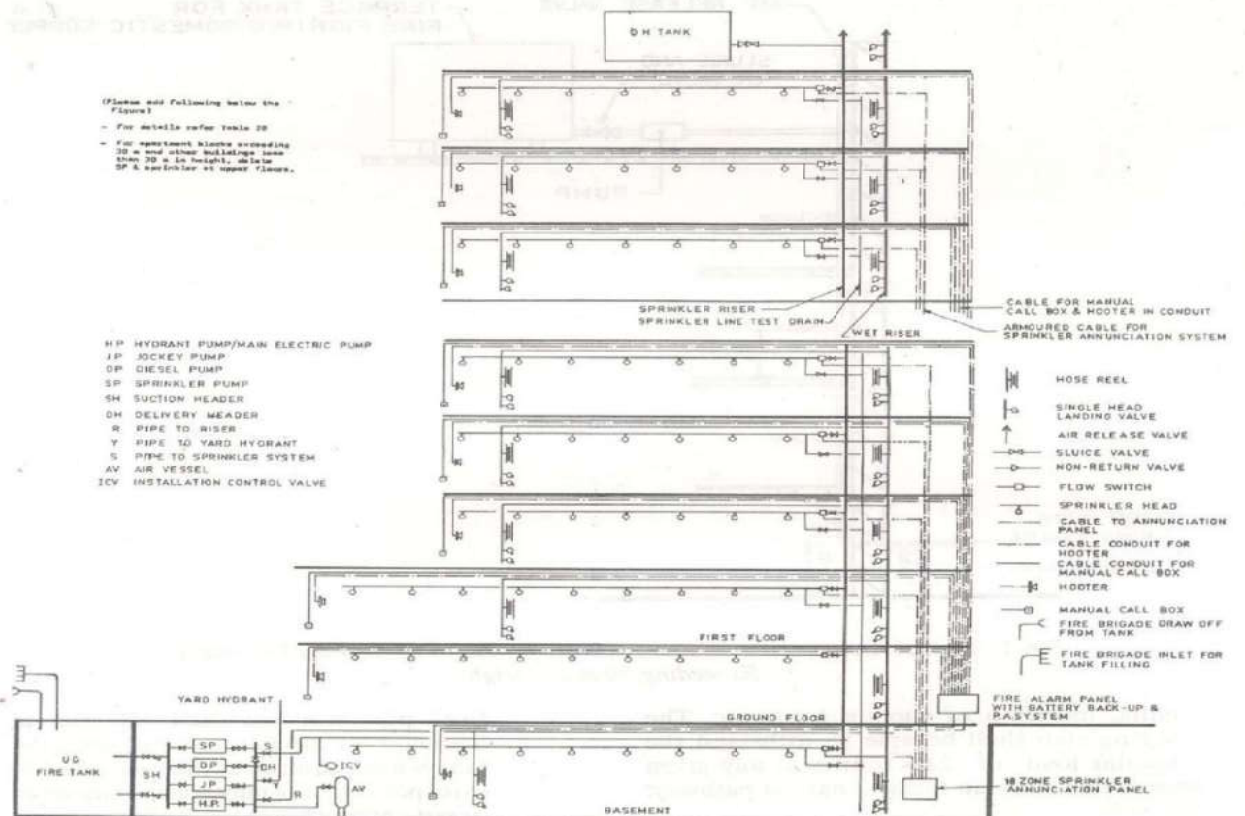 OH TANK
(Please add Following below the
Figure)
- For details refer Table 20
- For apartment blocks exceeding
30 m and other buildings less
than 30 m in height, delete
SP & sprinkler at upper floors.
SPRINKLER RISER
SPRINKLER LINE TEST DRAIN
WET RISER
CABLE FOR MANUAL
CALL BOX & HOOTER IN CONDUIT
ARMOURED CABLE FOR
SPRINKLER ANNUNCIATION SYSTEM
HP HYDRANT PUMP/MAIN ELECTRIC PUMP
JP JOCKEY PUMP
DP DIESEL PUMP
SP SPRINKLER PUMP
SH SUCTION HEADER
DH DELIVERY HEADER
R PIPE TO RISER
Y PIPE TO YARD HYDRANT
S PIPE TO SPRINKLER SYSTEM
AV AIR VESSEL
ICV INSTALLATION CONTROL VALVE
HOSE REEL
SINGLE HEAD
LANDING VALVE
AIR RELEASE VALVE
SLUICE VALVE
NON-RETURN VALVE
FLOW SWITCH
SPRINKLER HEAD
CABLE TO ANNUNCIATION
PANEL
CABLE CONDUIT FOR
HOOTER
CABLE CONDUIT FOR
MANUAL CALL BOX
HOOTER
MANUAL CALL BOX
FIRE BRIGADE DRAW OFF
FROM TANK
FIRE BRIGADE INLET FOR
TANK FILLING
FIRST FLOOR
YARD HYDRANT
GROUND FLOOR
FIRE ALARM PANEL
WITH BATTERY BACK-UP &
P.A.SYSTEM
UG
FIRE TANK
SH
SP
DP
JP
H.P.
S
DH
Y
R
ICV
AV
BASEMENT
18 ZONE SPRINKLER
ANNUNCIATION PANEL